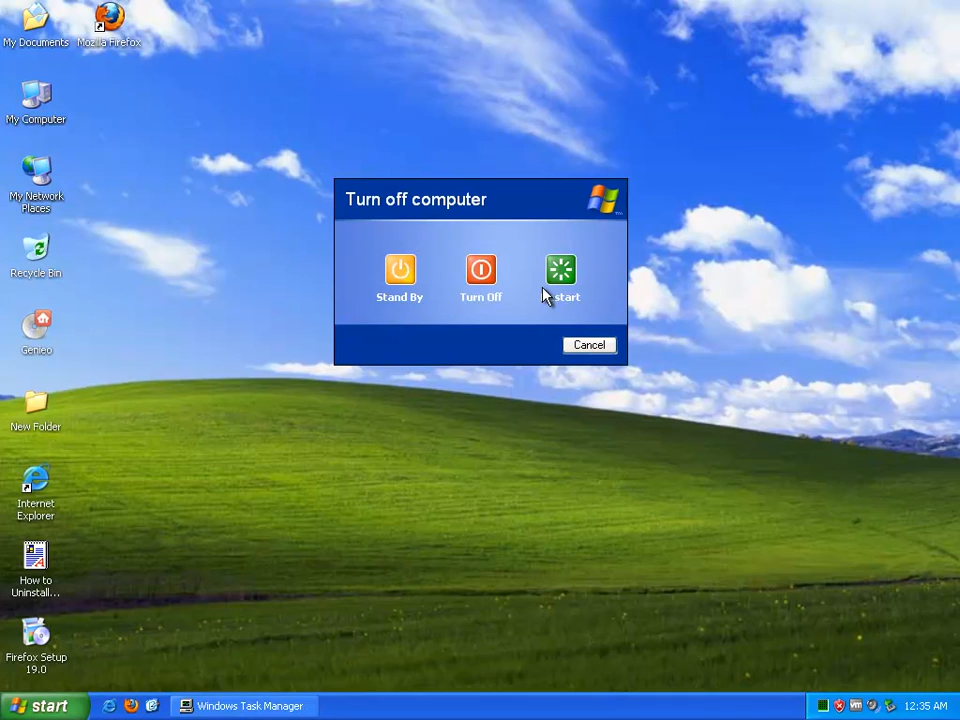 My Documents
Mozilla Firefox
My Computer
My Network
Places
Recycle Bin
Genieo
New Folder
Internet
Explorer
How to
Uninstall...
Firefox Setup
19.0
Turn off computer
Stand By
Turn Off
start
Cancel
start
Windows Task Manager
12:35 AM